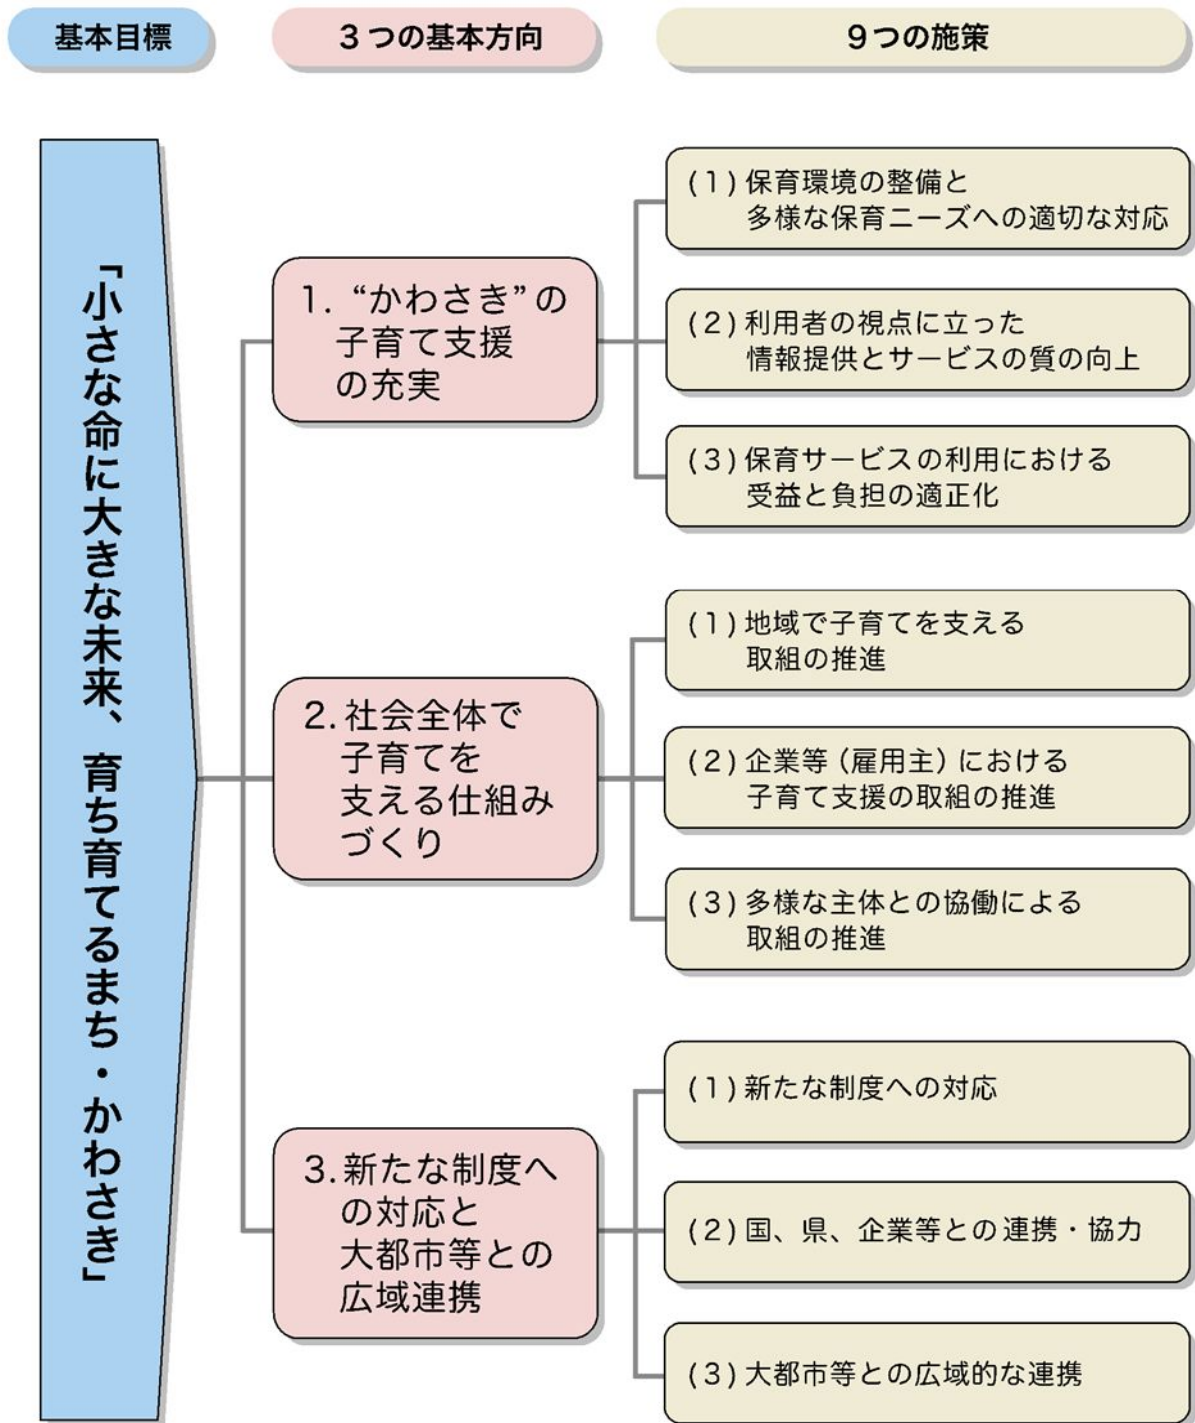 基本目標
3つの基本方向
9つの施策
「小さな命に大きな未来、育ち育てるまち・かわさき」
1. “かわさき”の
子育て支援
の充実
(1)保育環境の整備と
多様な保育ニーズへの適切な対応
(2)利用者の視点に立った
情報提供とサービスの質の向上
(3)保育サービスの利用における
受益と負担の適正化
2.社会全体で
子育てを
支える仕組み
づくり
(1)地域で子育てを支える
取組の推進
(2)企業等(雇用主)における
子育て支援の取組の推進
(3)多様な主体との協働による
取組の推進
3.新たな制度へ
の対応と
大都市等との
広域連携
(1)新たな制度への対応
(2)国、県、企業等との連携・協力
(3)大都市等との広域的な連携